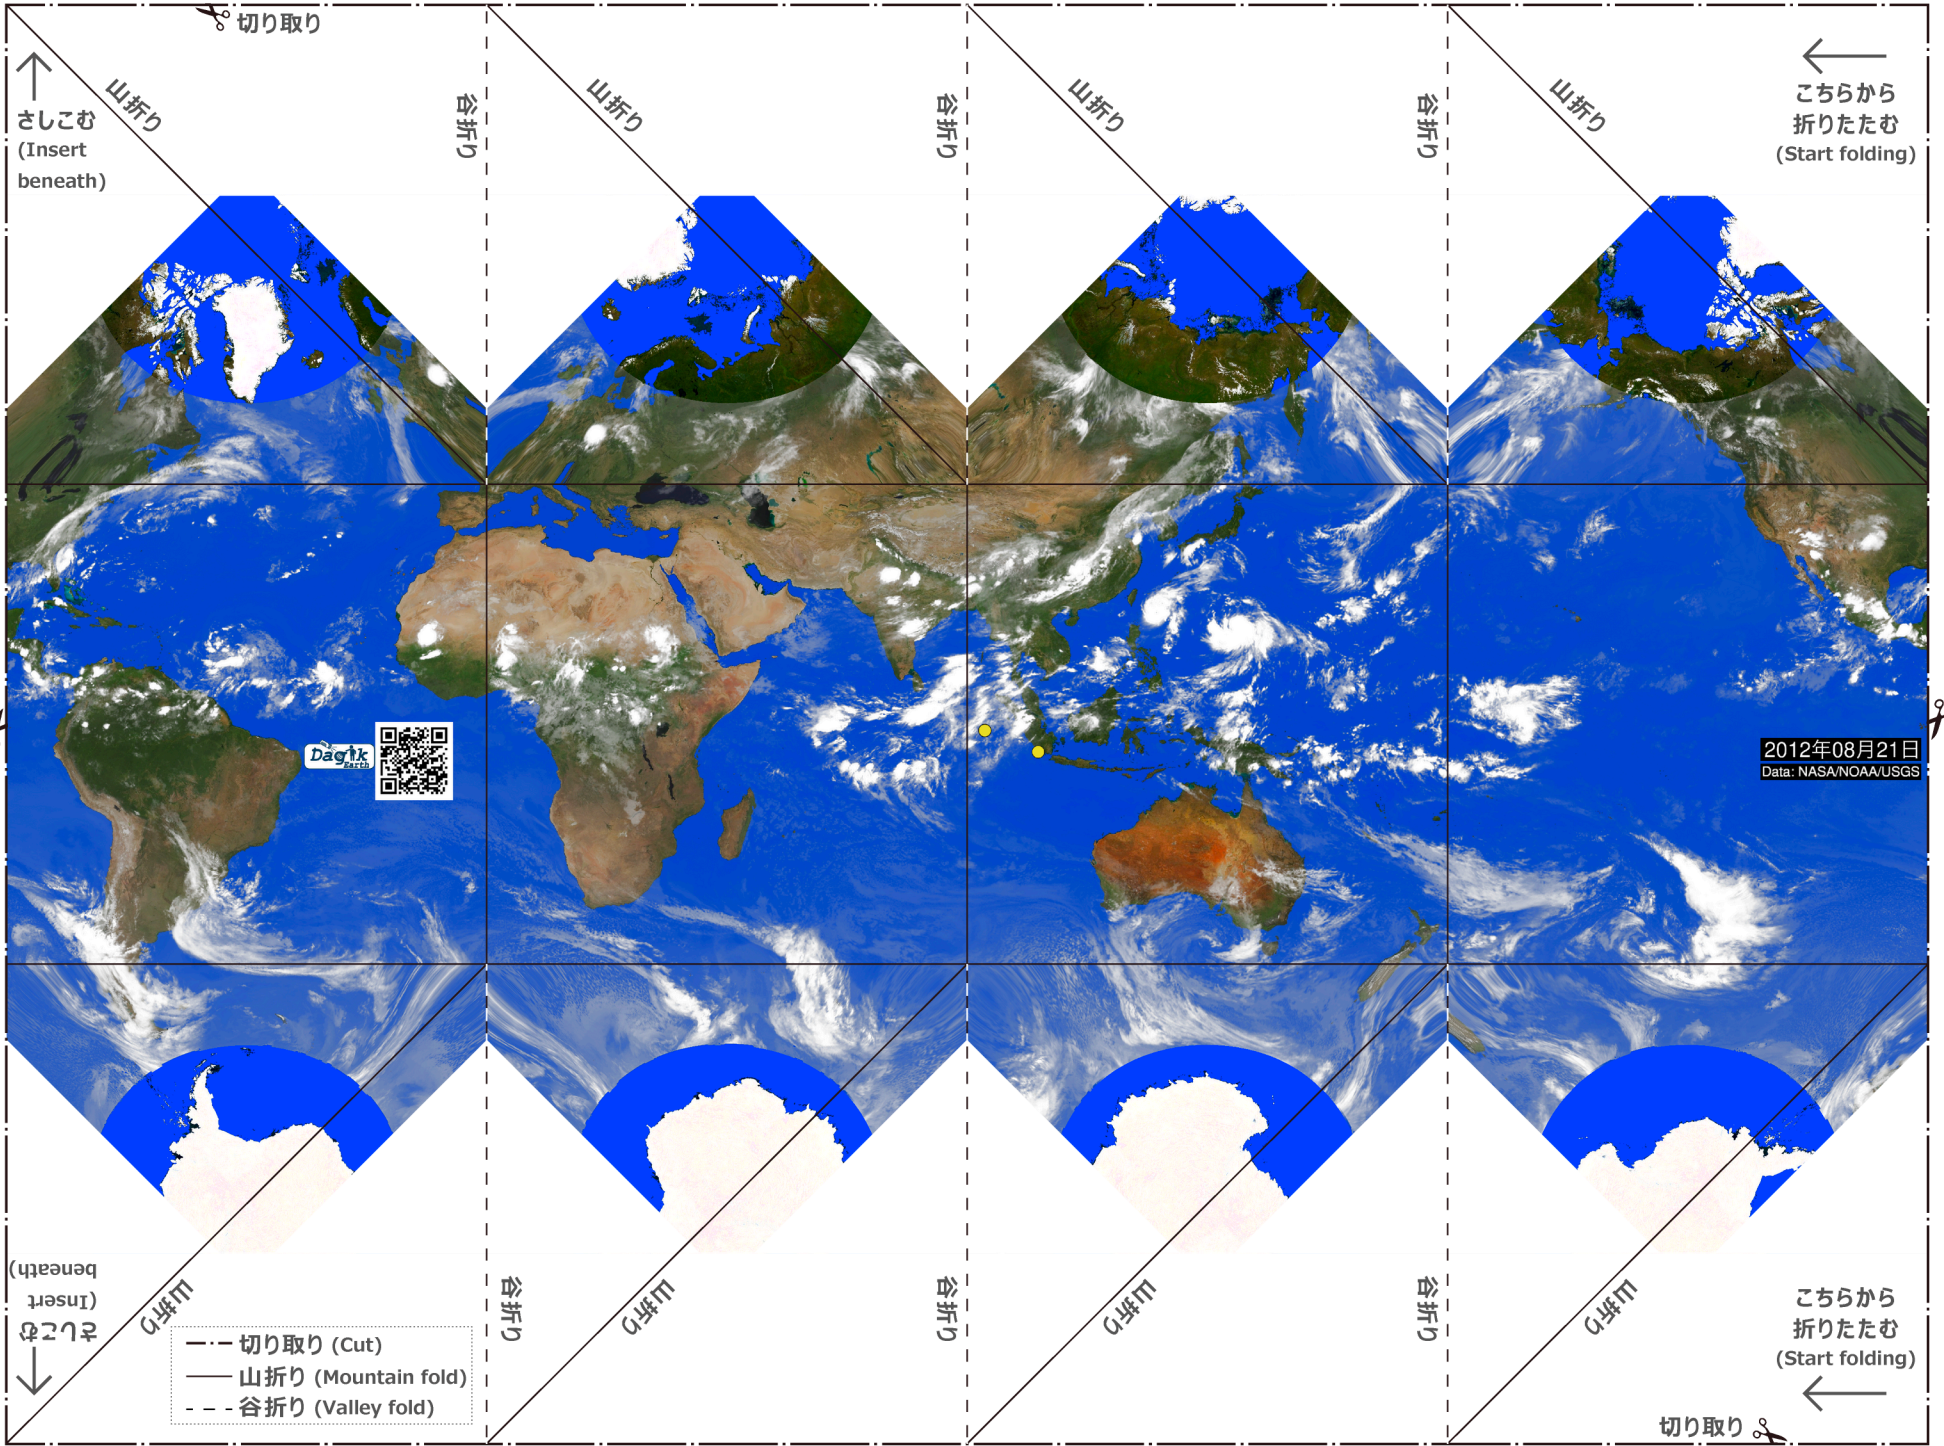 切り取り
山折り
谷折り
山折り
谷折り
山折り
谷折り
山折り
さしこむ
(Insert
beneath)
こちらから
折りたたむ
(Start folding)
Dagik
Earth
2012年08月21日
Data: NASA/NOAA/USGS
さしこむ
(Insert
beneath)
山折り
谷折り
山折り
谷折り
山折り
谷折り
山折り
切り取り (Cut)
山折り (Mountain fold)
谷折り (Valley fold)
こちらから
折りたたむ
(Start folding)
切り取り